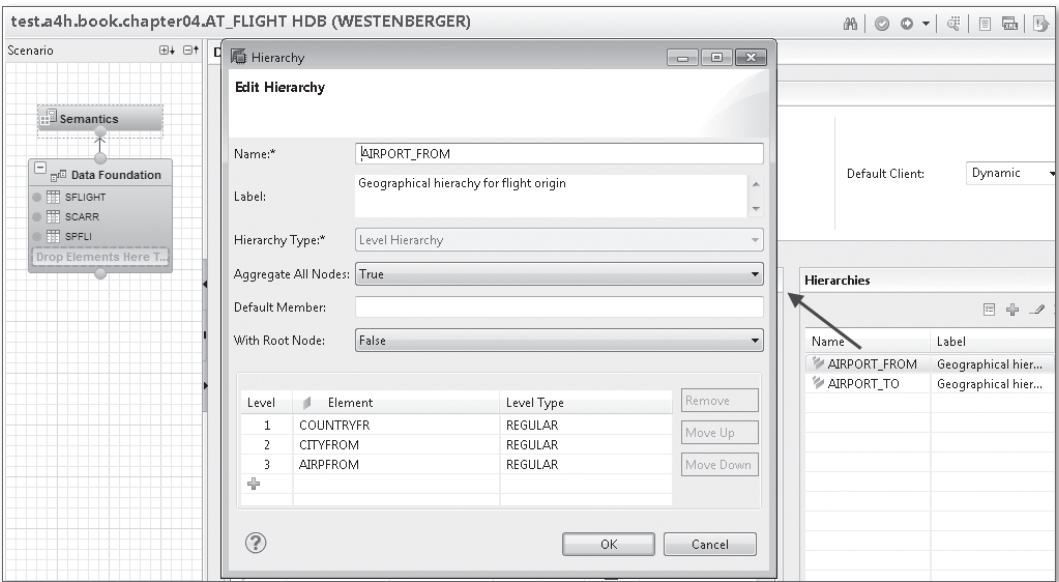 test.a4h.book.chapter04.AT_FLIGHT HDB (WESTENBERGER)
Scenario
D
Semantics
Data Foundation
SFLIGHT
SCARR
SPFLI
Drop Elements Here T...
Hierarchy
Edit Hierarchy
Name:* AIRPORT_FROM
Label: Geographical hierachy for flight origin
Hierarchy Type:* Level Hierarchy
Aggregate All Nodes: True
Default Member:
With Root Node: False
Level Element Level Type
1 COUNTRYFR REGULAR
2 CITYFROM REGULAR
3 AIRPFROM REGULAR
Remove
Move Up
Move Down
OK Cancel
Default Client: Dynamic
Hierarchies
Name Label
AIRPORT_FROM Geographical hier...
AIRPORT_TO Geographical hier...